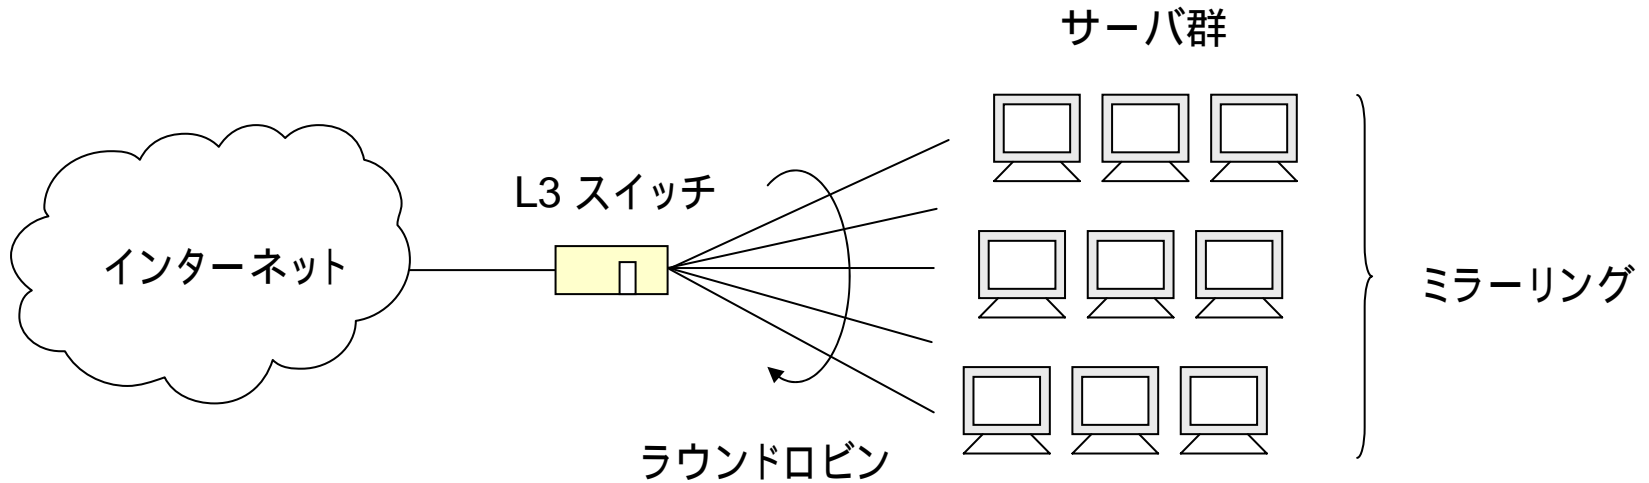 サーバ群
L3 スイッチ
インターネット
ミラーリング
ラウンドロビン